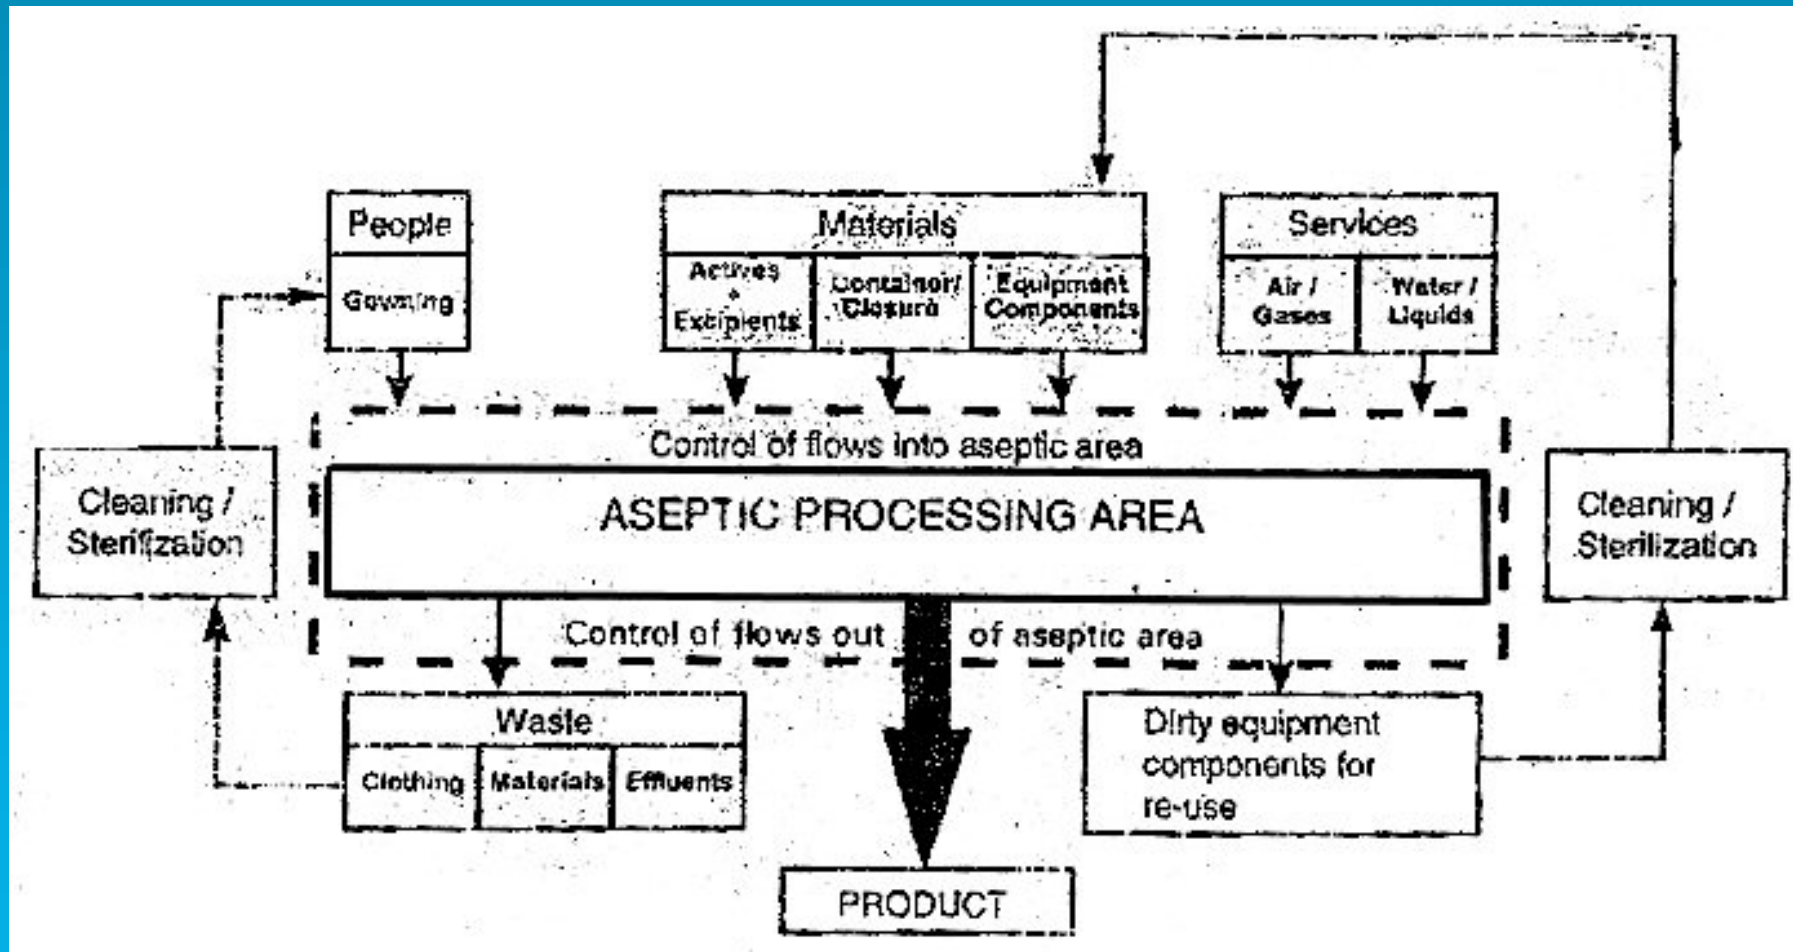 People
Gowning
Materials
Actives
+
Excipients
Container/
Closure
Equipment
Components
Services
Air /
Gases
Water /
Liquids
Control of flows into aseptic area
Cleaning /
Sterilization
ASEPTIC PROCESSING AREA
Cleaning /
Sterilization
Control of flows out of aseptic area
Waste
Clothing
Materials
Effluents
Dirty equipment
components for
re-use
PRODUCT